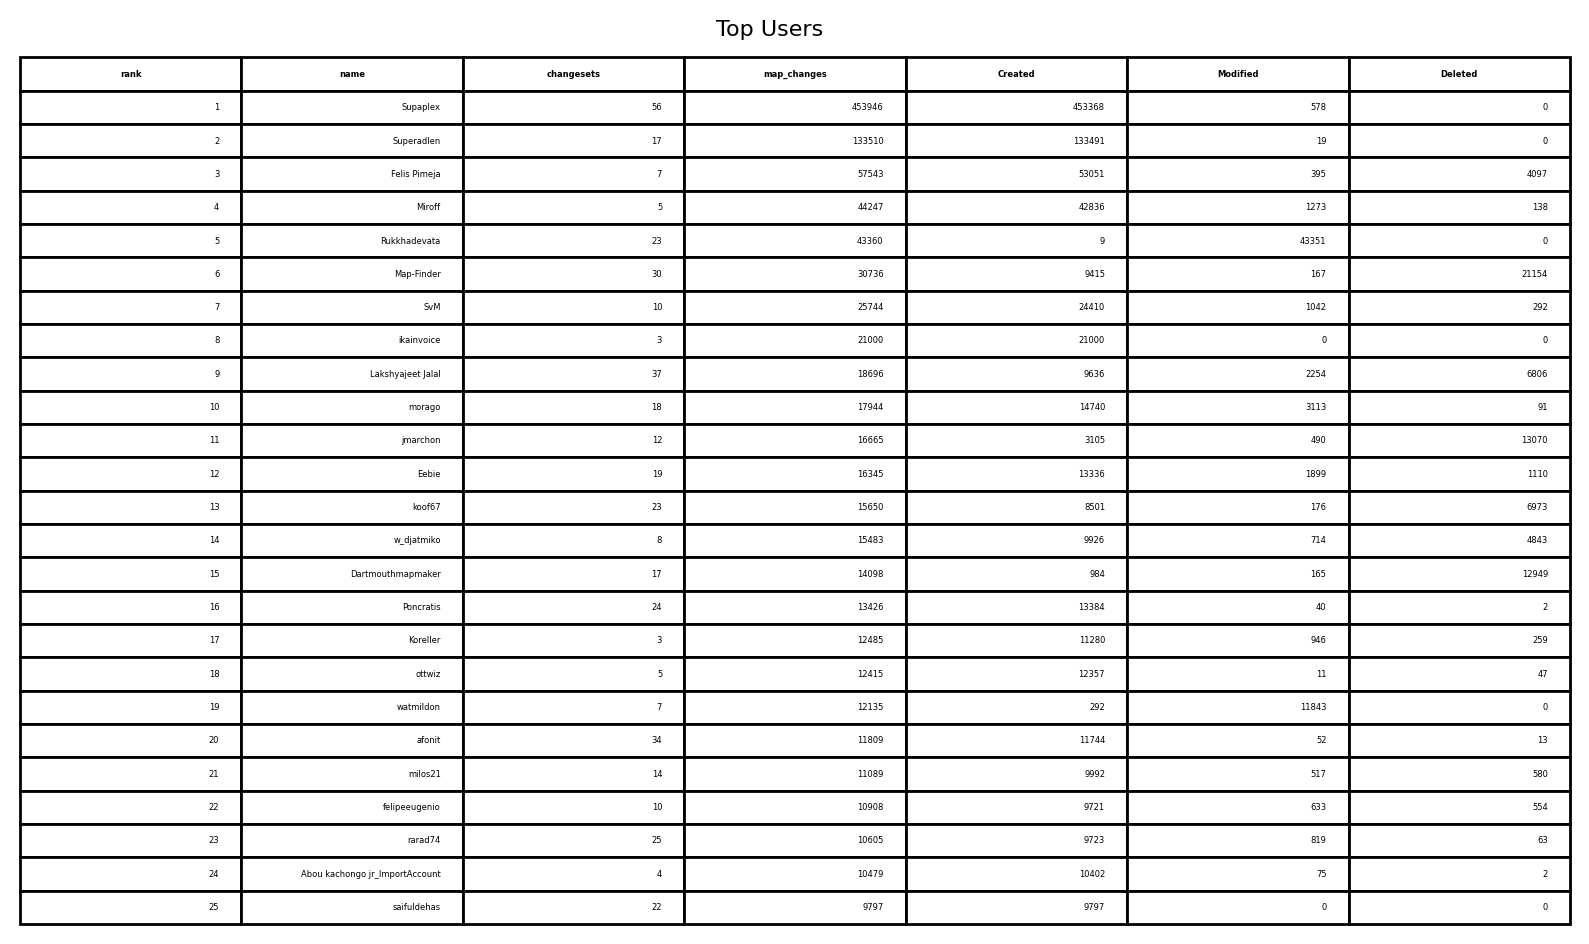 Top Users
rank name changesets map_changes Created Modified Deleted
1 Supaplex 56 453946 453368 578 0
2 Superadlen 17 133510 133491 19 0
3 Felis Pimeja 7 57543 53051 395 4097
4 Miroff 5 44247 42836 1273 138
5 Rukkhadevata 23 43360 9 43351 0
6 Map-Finder 30 30736 9415 167 21154
7 SvM 10 25744 24410 1042 292
8 ikainvoice 3 21000 21000 0 0
9 Lakshyajeet Jalal 37 18696 9636 2254 6806
10 morago 18 17944 14740 3113 91
11 jmarchon 12 16665 3105 490 13070
12 Eebie 19 16345 13336 1899 1110
13 koof67 23 15650 8501 176 6973
14 w_djatmiko 8 15483 9926 714 4843
15 Dartmouthmapmaker 17 14098 984 165 12949
16 Poncratis 24 13426 13384 40 2
17 Koreller 3 12485 11280 946 259
18 ottwiz 5 12415 12357 11 47
19 watmildon 7 12135 292 11843 0
20 afonit 34 11809 11744 52 13
21 milos21 14 11089 9992 517 580
22 felipeeugenio 10 10908 9721 633 554
23 rarad74 25 10605 9723 819 63
24 Abou kachongo jr_ImportAccount 4 10479 10402 75 2
25 saifuldehas 22 9797 9797 0 0